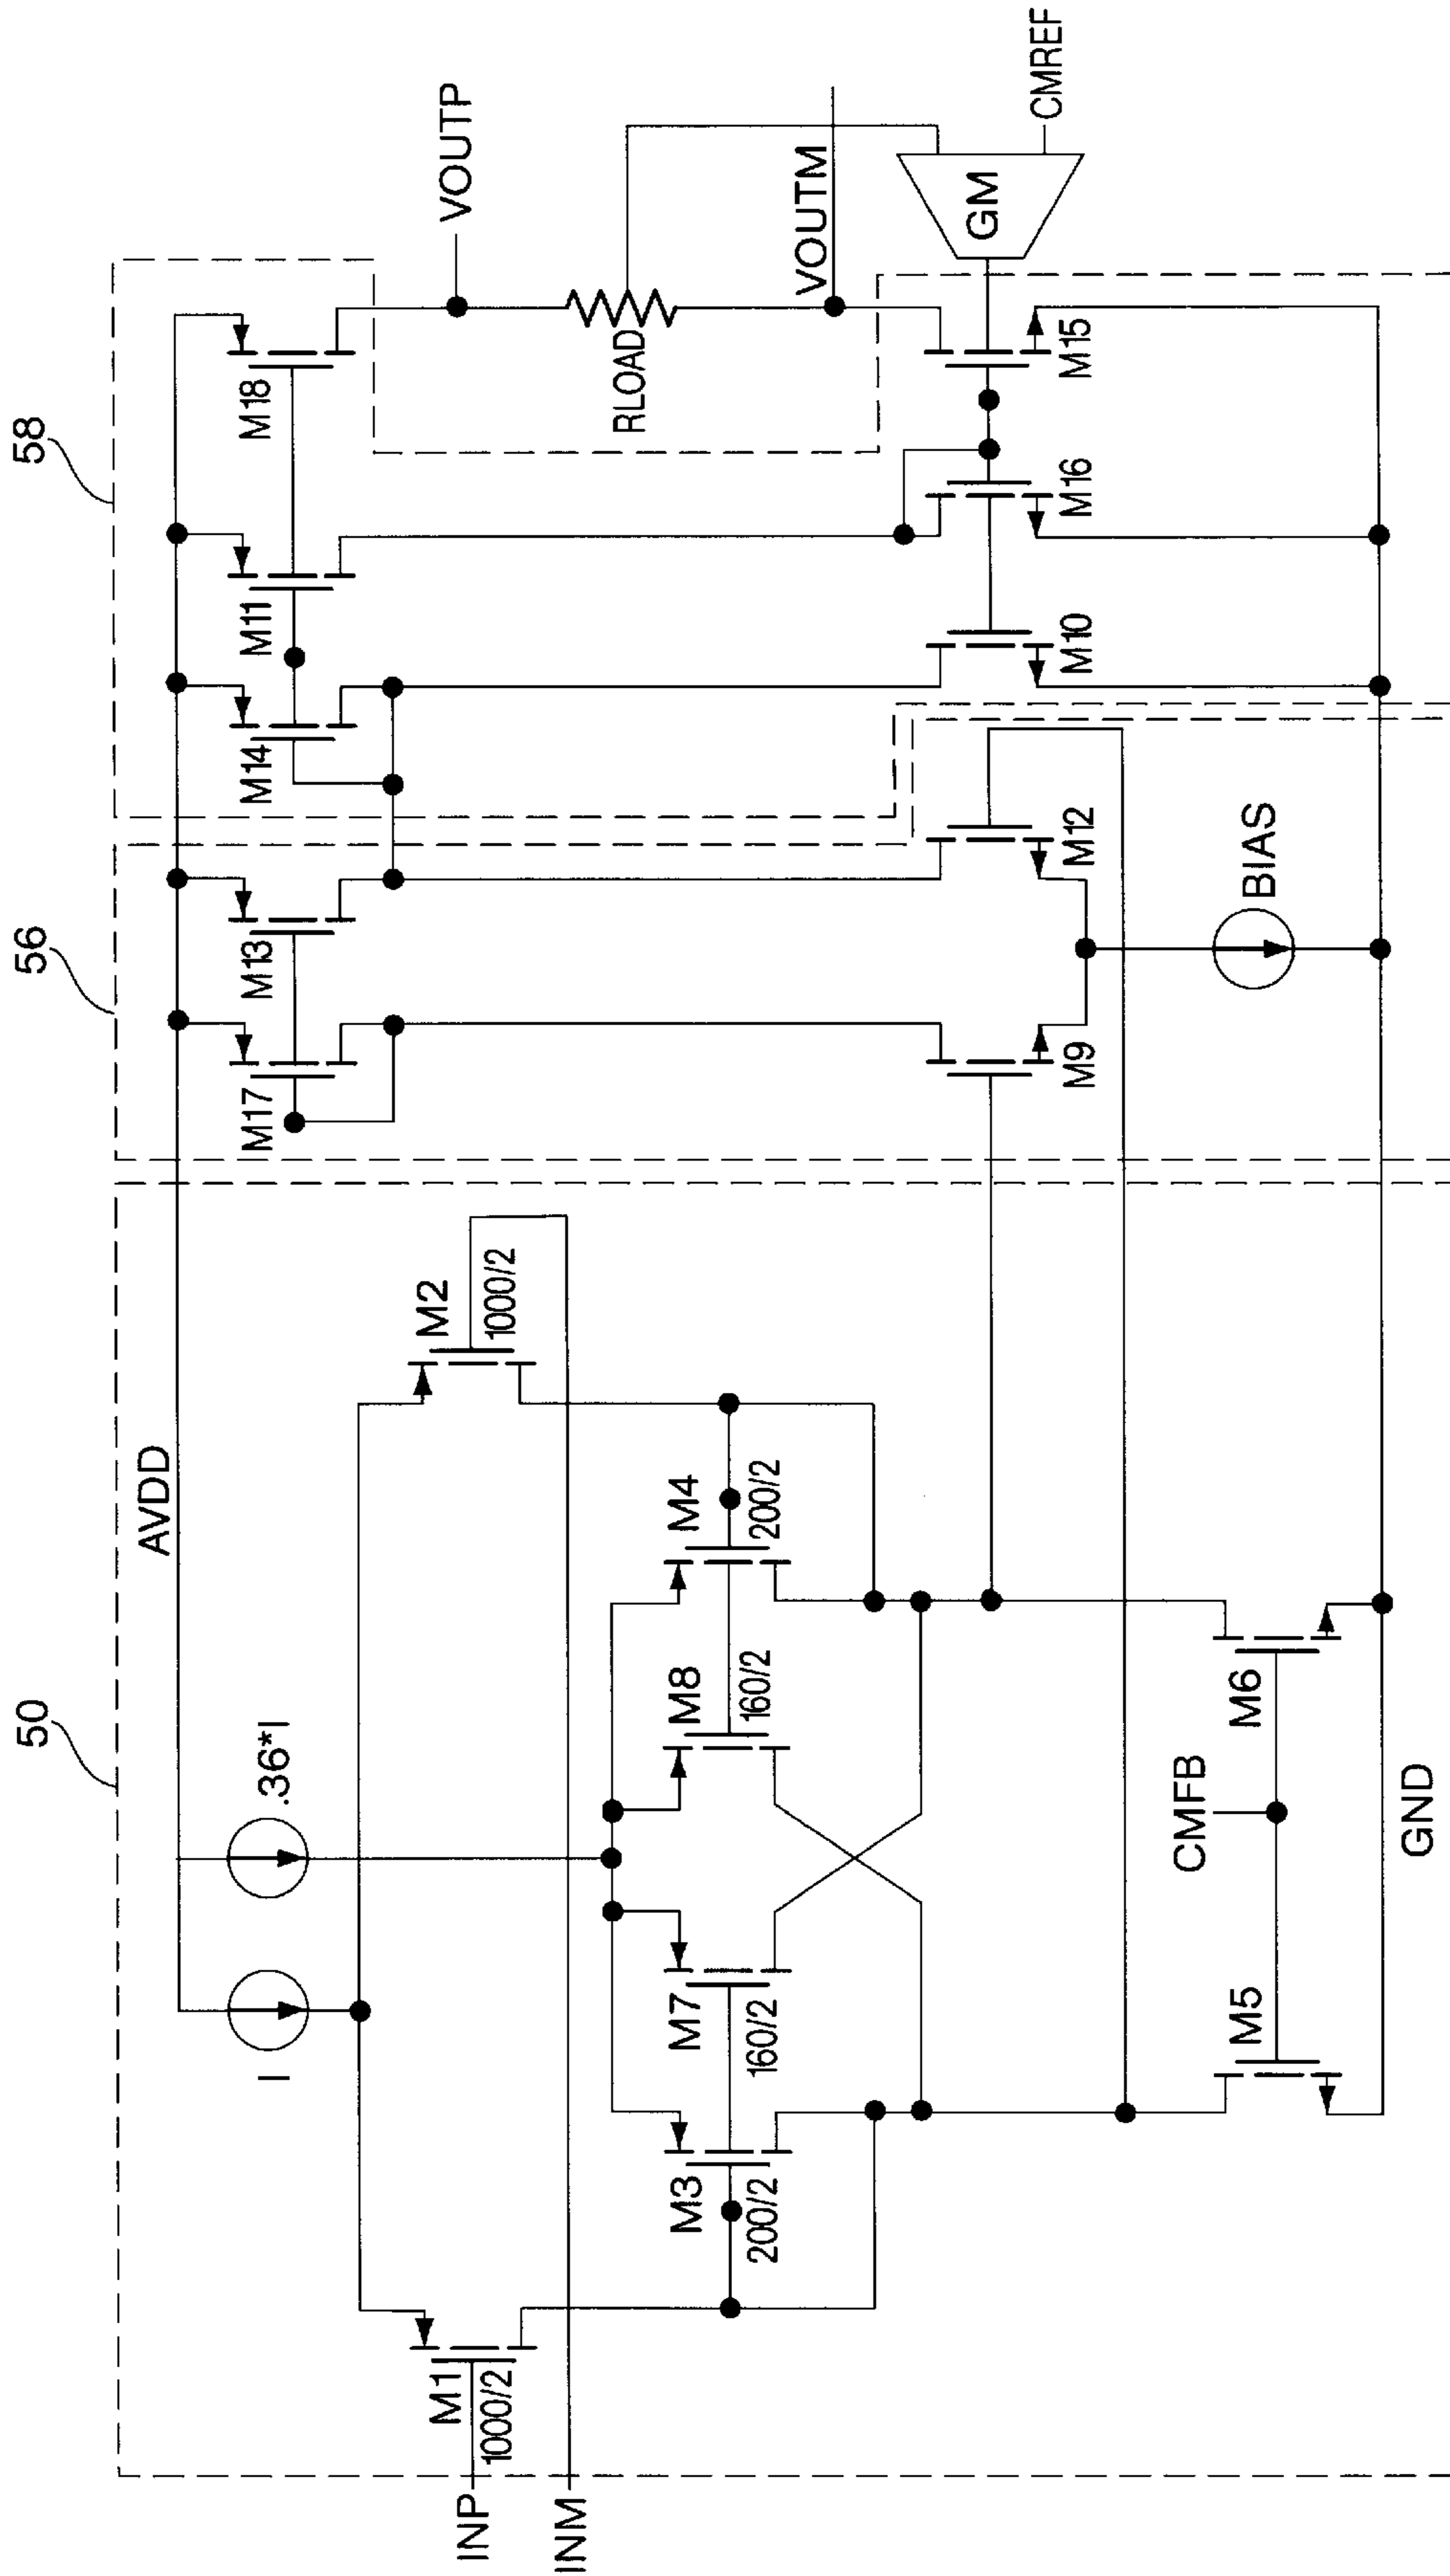 50
56
58
AVDD
I
.36*I
M17
M13
M14
M11
M18
VOUTP
INP
M1
1000/2
INM
M2
1000/2
RLOAD
VOUTM
M3
200/2
M7
160/2
M8
160/2
M4
200/2
GM
CMREF
M9
M12
M10
M16
M15
M5
CMFB
M6
BIAS
GND